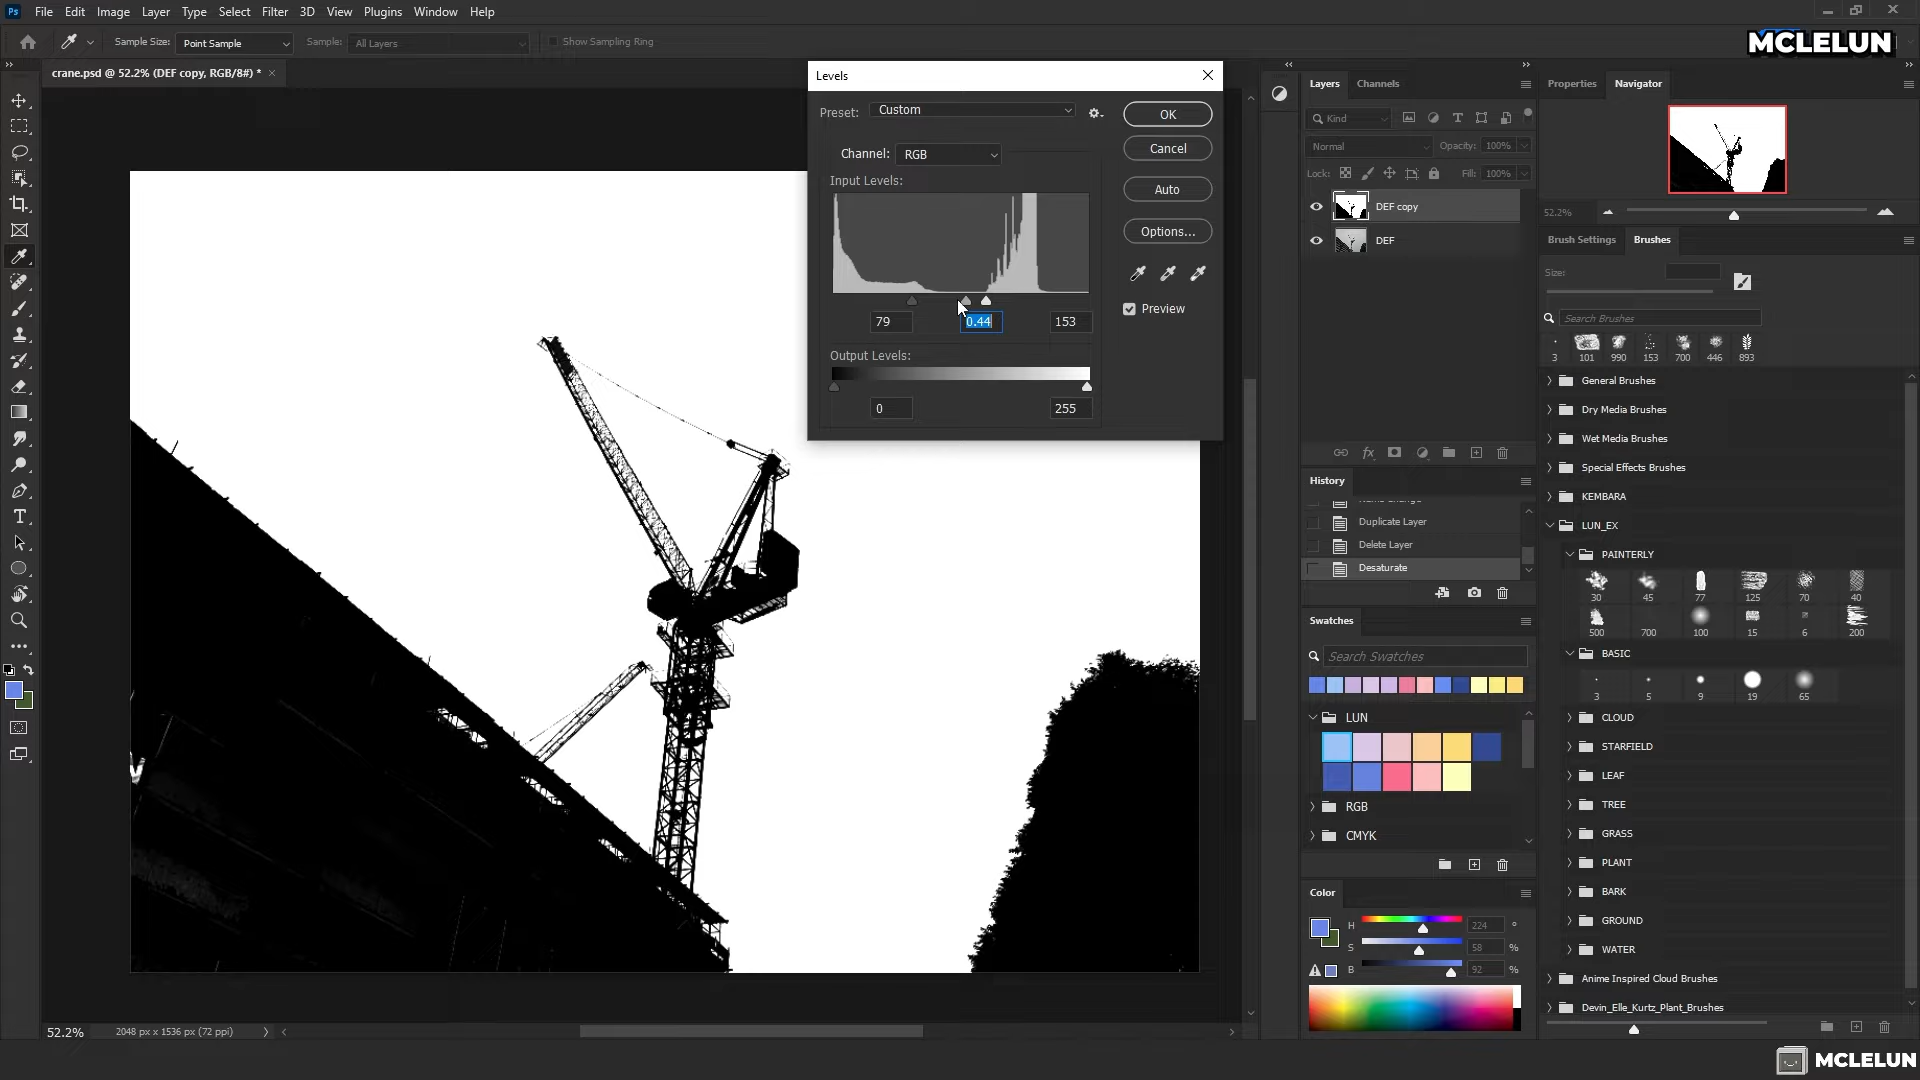 Ps File Edit Image Layer Type Select Filter 3D View Plugins Window Help
Sample Size: Point Sample Sample: All Layers Show Sampling Ring
MCLELUN
crane.psd @ 52.2% (DEF copy, RGB/8#) * ×
Levels
Preset: Custom
OK
Channel: RGB
Cancel
Input Levels:
Auto
Options...
Preview
79 0.44 153
Output Levels:
0 255
Layers Channels
Kind
Normal Opacity: 100%
Lock: Fill: 100%
DEF copy
DEF
fx
History
Duplicate Layer
Delete Layer
Desaturate
Swatches
Search Swatches
LUN
RGB
CMYK
Color
H 224 °
S 58 %
B 92 %
Properties Navigator
52.2%
Brush Settings Brushes
Size:
Search Brushes
3 101 990 153 700 446 893
General Brushes
Dry Media Brushes
Wet Media Brushes
Special Effects Brushes
KEMBARA
LUN_EX
PAINTERLY
30 45 77 125 70 40
500 700 100 15 6 200
BASIC
3 5 9 19 65
CLOUD
STARFIELD
LEAF
TREE
GRASS
PLANT
BARK
GROUND
WATER
Anime Inspired Cloud Brushes
Devin_Elle_Kurtz_Plant_Brushes
52.2% 2048 px x 1536 px (72 ppi)
MCLELUN